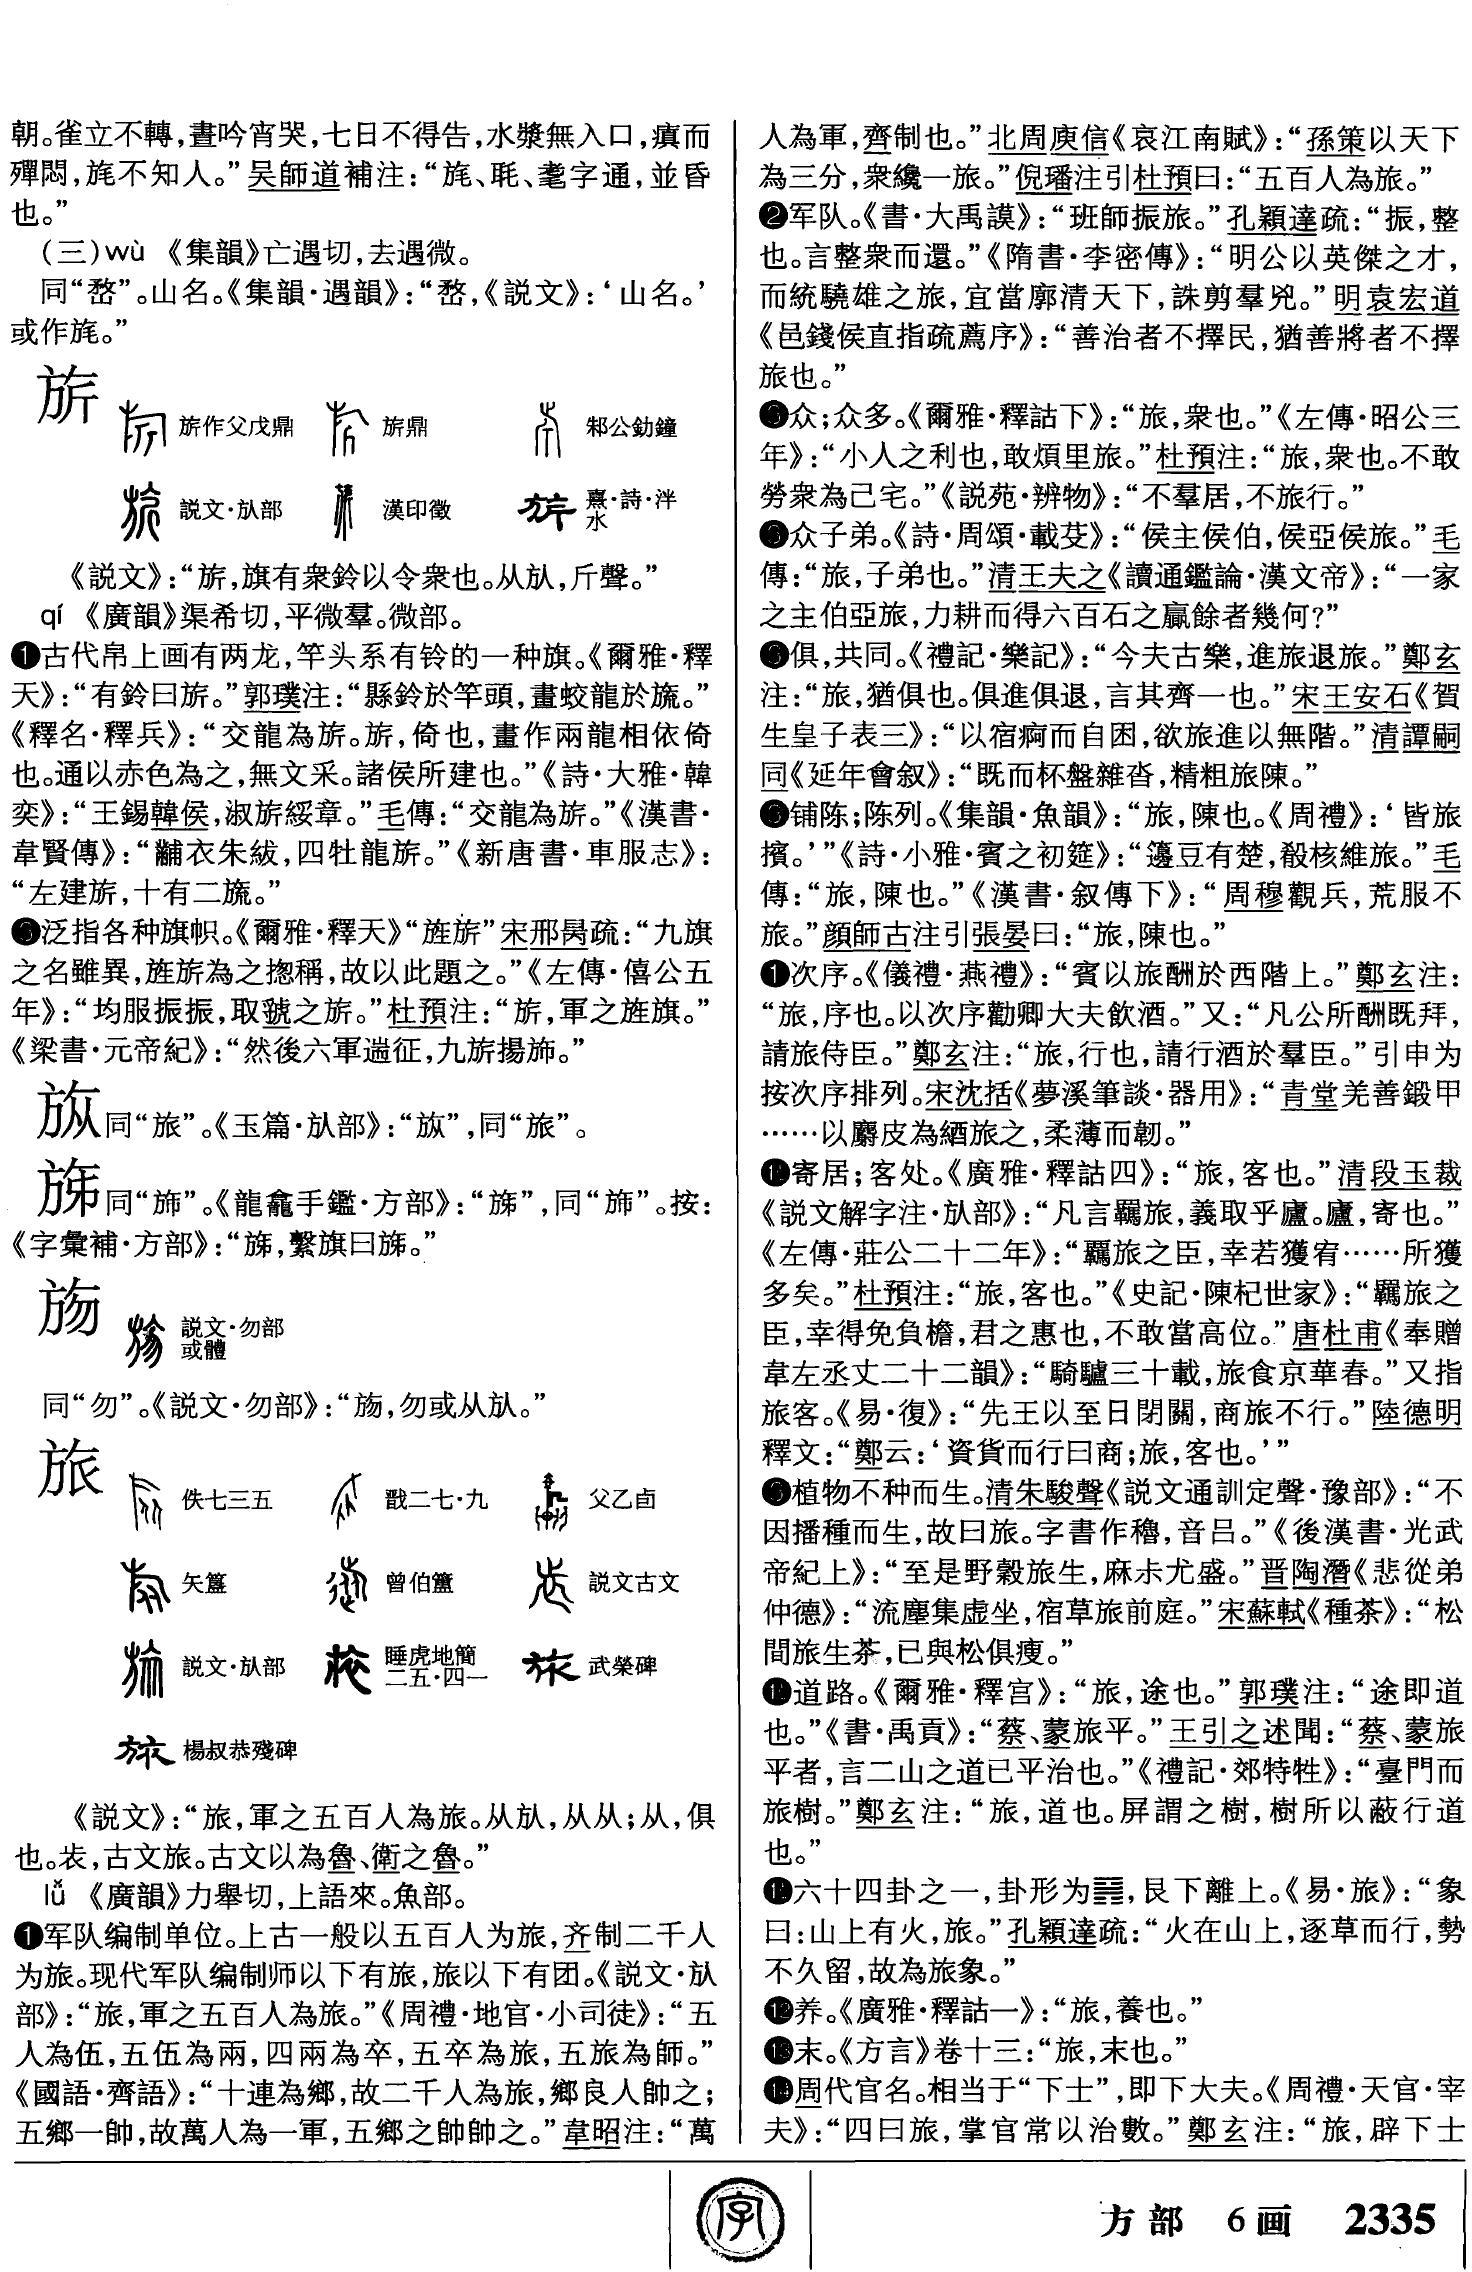 朝。雀立不轉，晝吟宵哭，七日不得告，水漿無入口，瘨而
殫悶，旄不知人。”吴師道補注：“旄、眊、耄字通，並昏
也。”
(三)wù 《集韻》亡遇切，去遇微。
同“嵍”。山名。《集韻·遇韻》：“嵍，《説文》：‘山名。’
或作旄。”
旂
旂作父戊鼎 旂鼎 邾公釛鐘
説文·㫃部 漢印徵 熹·詩·泮水
《説文》：“旂，旗有衆鈴以令衆也。从㫃，斤聲。”
qí 《廣韻》渠希切，平微羣。微部。
❶古代帛上画有两龙，竿头系有铃的一种旗。《爾雅·釋
天》：“有鈴曰旂。”郭璞注：“縣鈴於竿頭，畫蛟龍於旒。”
《釋名·釋兵》：“交龍為旂。旂，倚也，畫作兩龍相依倚
也。通以赤色為之，無文采。諸侯所建也。”《詩·大雅·韓
奕》：“王錫韓侯，淑旂綏章。”毛傳：“交龍為旂。”《漢書·
韋賢傳》：“黼衣朱紱，四牡龍旂。”《新唐書·車服志》：
“左建旂，十有二旒。”
泛指各种旗帜。《爾雅·釋天》“旌旂”宋邢昺疏：“九旗
之名雖異，旌旂為之揔稱，故以此題之。”《左傳·僖公五
年》：“均服振振，取虢之旂。”杜預注：“旂，軍之旌旗。”
《梁書·元帝紀》：“然後六軍遄征，九旂揚斾。”
同“旅”。《玉篇·㫃部》：“”，同“旅”。
同“斾”。《龍龕手鑑·方部》：“”，同“斾”。按：
《字彙補·方部》：“，繫旗曰。”
㫚
説文·勿部
或體
同“勿”。《説文·勿部》：“㫚，勿或从㫃。”
旅
佚七三五 戬二七·九 父乙卣
矢簋 曾伯簠 説文古文
説文·㫃部 睡虎地簡二五·四一 武榮碑
楊叔恭殘碑
《説文》：“旅，軍之五百人為旅。从㫃，从从；从，俱
也。，古文旅。古文以為魯、衛之魯。”
lǚ 《廣韻》力舉切，上語來。魚部。
❶军队编制单位。上古一般以五百人为旅，齐制二千人
为旅。现代军队编制师以下有旅，旅以下有团。《説文·㫃
部》：“旅，軍之五百人為旅。”《周禮·地官·小司徒》：“五
人為伍，五伍為兩，四兩為卒，五卒為旅，五旅為師。”
《國語·齊語》：“十連為鄉，故二千人為旅，鄉良人帥之；
五鄉一帥，故萬人為一軍，五鄉之帥帥之。”韋昭注：“萬
人為軍，齊制也。”北周庾信《哀江南賦》：“孫策以天下
為三分，衆纔一旅。”倪璠注引杜預曰：“五百人為旅。”
❷军队。《書·大禹謨》：“班師振旅。”孔穎達疏：“振，整
也。言整衆而還。”《隋書·李密傳》：“明公以英傑之才，
而統驍雄之旅，宜當廓清天下，誅剪羣兇。”明袁宏道
《邑錢侯直指疏薦序》：“善治者不擇民，猶善將者不擇
旅也。”
众；众多。《爾雅·釋詁下》：“旅，衆也。”《左傳·昭公三
年》：“小人之利也，敢煩里旅。”杜預注：“旅，衆也。不敢
勞衆為己宅。”《説苑·辨物》：“不羣居，不旅行。”
众子弟。《詩·周頌·載芟》：“侯主侯伯，侯亞侯旅。”毛
傳：“旅，子弟也。”清王夫之《讀通鑑論·漢文帝》：“一家
之主伯亞旅，力耕而得六百石之贏餘者幾何？”
俱，共同。《禮記·樂記》：“今夫古樂，進旅退旅。”鄭玄
注：“旅，猶俱也。俱進俱退，言其齊一也。”宋王安石《賀
生皇子表三》：“以宿痾而自困，欲旅進以無階。”清譚嗣
同《延年會叙》：“既而杯盤雜沓，精粗旅陳。”
铺陈；陈列。《集韻·魚韻》：“旅，陳也。《周禮》：‘皆旅
擯。’”《詩·小雅·賓之初筵》：“籩豆有楚，殽核維旅。”毛
傳：“旅，陳也。”《漢書·叙傳下》：“周穆觀兵，荒服不
旅。”顔師古注引張晏曰：“旅，陳也。”
次序。《儀禮·燕禮》：“賓以旅酬於西階上。”鄭玄注：
“旅，序也。以次序勸卿大夫飲酒。”又：“凡公所酬既拜，
請旅侍臣。”鄭玄注：“旅，行也，請行酒於羣臣。”引申为
按次序排列。宋沈括《夢溪筆談·器用》：“青堂羌善鍛甲
……以麝皮為綇旅之，柔薄而韌。”
寄居；客处。《廣雅·釋詁四》：“旅，客也。”清段玉裁
《説文解字注·㫃部》：“凡言羈旅，義取乎廬。廬，寄也。”
《左傳·莊公二十二年》：“羈旅之臣，幸若獲宥……所獲
多矣。”杜預注：“旅，客也。”《史記·陳杞世家》：“羈旅之
臣，幸得免負檐，君之惠也，不敢當高位。”唐杜甫《奉贈
韋左丞丈二十二韻》：“騎驢三十載，旅食京華春。”又指
旅客。《易·復》：“先王以至日閉關，商旅不行。”陸德明
釋文：“鄭云：‘資貨而行曰商；旅，客也。’”
植物不种而生。清朱駿聲《説文通訓定聲·豫部》：“不
因播種而生，故曰旅。字書作穭，音吕。”《後漢書·光武
帝紀上》：“至是野穀旅生，麻尗尤盛。”晋陶潛《悲從弟
仲德》：“流塵集虚坐，宿草旅前庭。”宋蘇軾《種茶》：“松
間旅生茶，已與松俱瘦。”
道路。《爾雅·釋宫》：“旅，途也。”郭璞注：“途即道
也。”《書·禹貢》：“蔡、蒙旅平。”王引之述聞：“蔡、蒙旅
平者，言二山之道已平治也。”《禮記·郊特牲》：“臺門而
旅樹。”鄭玄注：“旅，道也。屏謂之樹，樹所以蔽行道
也。”
六十四卦之一，卦形为䷷，艮下離上。《易·旅》：“象
曰：山上有火，旅。”孔穎達疏：“火在山上，逐草而行，勢
不久留，故為旅象。”
⓬养。《廣雅·釋詁一》：“旅，養也。”
⓭末。《方言》卷十三：“旅，末也。”
⓮周代官名。相当于“下士”，即下大夫。《周禮·天官·宰
夫》：“四曰旅，掌官常以治數。”鄭玄注：“旅，辟下士
字
方部 6画 2335